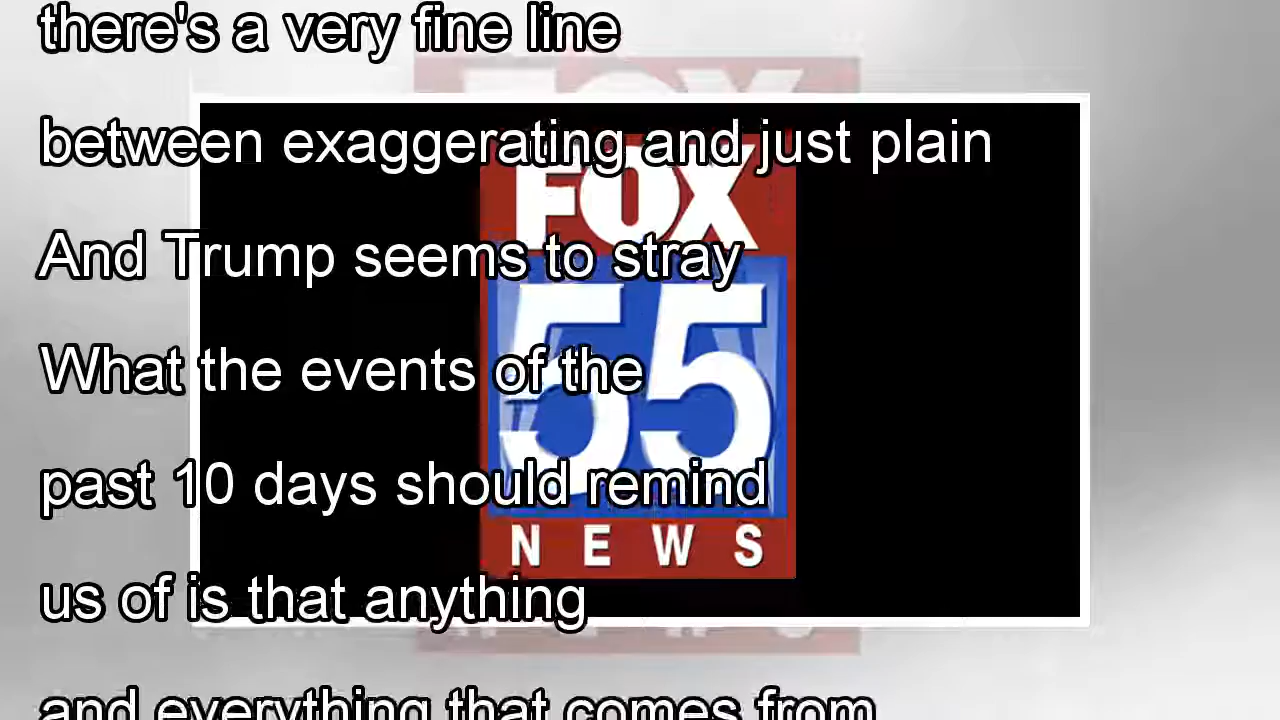 there's a very fine line
between exaggerating and just plain
And Trump seems to stray
What the events of the
past 10 days should remind
us of is that anything
and everything that comes from
FOX
55
NEWS